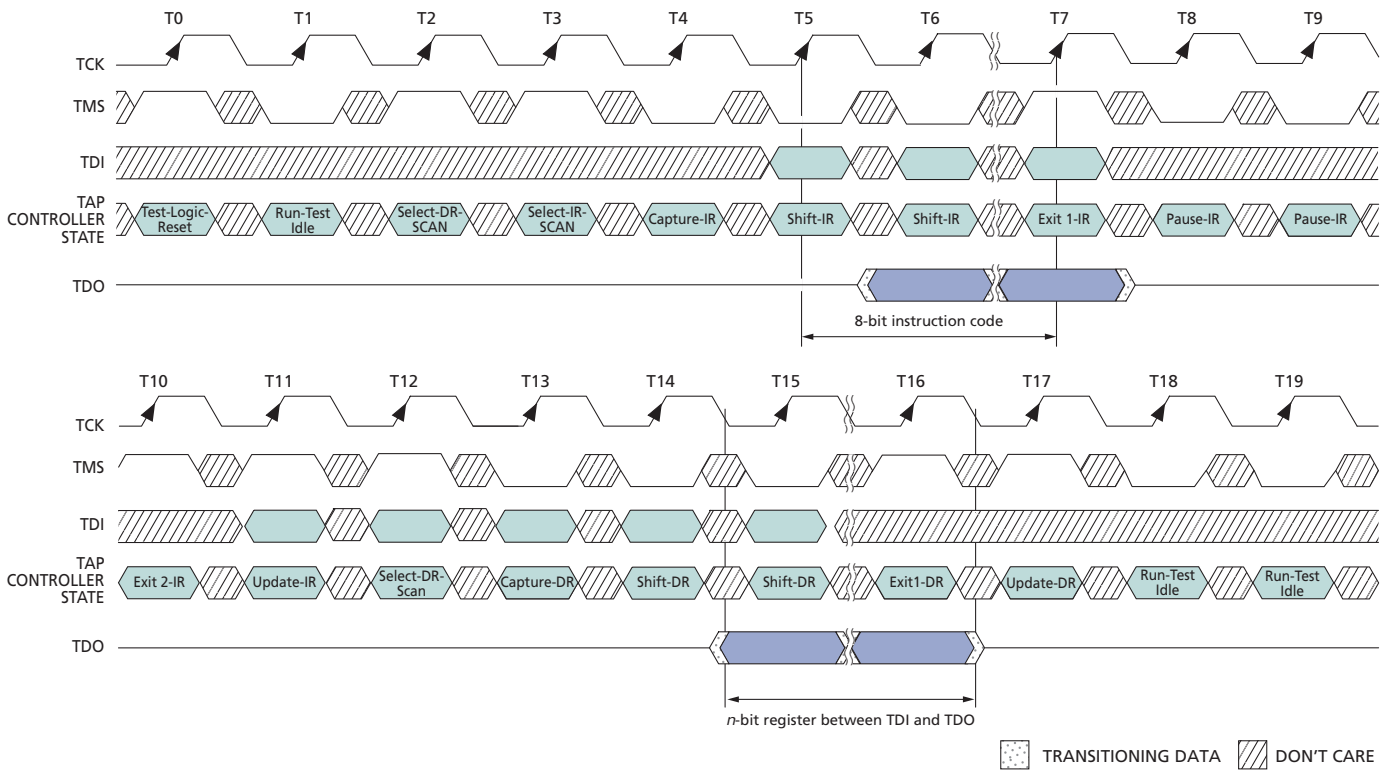 T0 T1 T2 T3 T4 T5 T6 T7 T8 T9
TCK
TMS
TDI
TAP
CONTROLLER
STATE
Test-Logic-
Reset
Run-Test
Idle
Select-DR-
SCAN
Select-IR-
SCAN
Capture-IR
Shift-IR
Shift-IR
Exit 1-IR
Pause-IR
Pause-IR
TDO
8-bit instruction code
T10 T11 T12 T13 T14 T15 T16 T17 T18 T19
TCK
TMS
TDI
TAP
CONTROLLER
STATE
Exit 2-IR
Update-IR
Select-DR-
Scan
Capture-DR
Shift-DR
Shift-DR
Exit1-DR
Update-DR
Run-Test
Idle
Run-Test
Idle
TDO
n-bit register between TDI and TDO
TRANSITIONING DATA
DON'T CARE